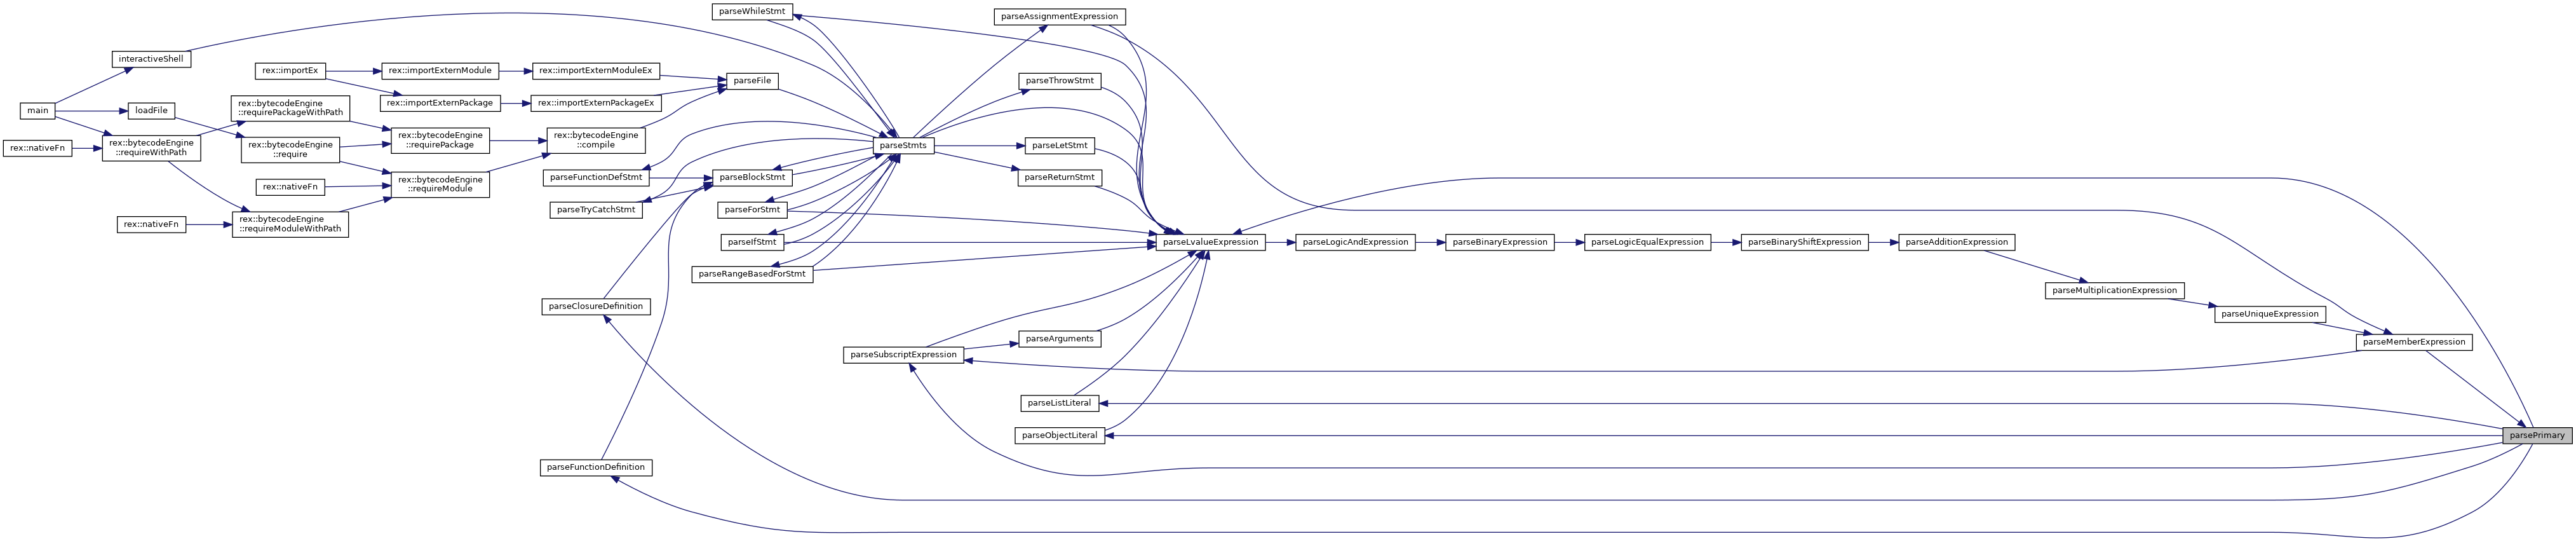 parseWhileStmt
parseAssignmentExpression
interactiveShell
rex::importEx
rex::importExternModule
rex::importExternModuleEx
parseFile
parseThrowStmt
main
loadFile
rex::bytecodeEngine
::requirePackageWithPath
rex::importExternPackage
rex::importExternPackageEx
rex::nativeFn
rex::bytecodeEngine
::requireWithPath
rex::bytecodeEngine
::require
rex::bytecodeEngine
::requirePackage
rex::bytecodeEngine
::compile
parseStmts
parseLetStmt
rex::nativeFn
rex::bytecodeEngine
::requireModule
parseFunctionDefStmt
parseBlockStmt
parseReturnStmt
rex::nativeFn
rex::bytecodeEngine
::requireModuleWithPath
parseTryCatchStmt
parseForStmt
parseIfStmt
parseLvalueExpression
parseLogicAndExpression
parseBinaryExpression
parseLogicEqualExpression
parseBinaryShiftExpression
parseAdditionExpression
parseRangeBasedForStmt
parseMultiplicationExpression
parseClosureDefinition
parseUniqueExpression
parseArguments
parseMemberExpression
parseSubscriptExpression
parseListLiteral
parseObjectLiteral
parsePrimary
parseFunctionDefinition